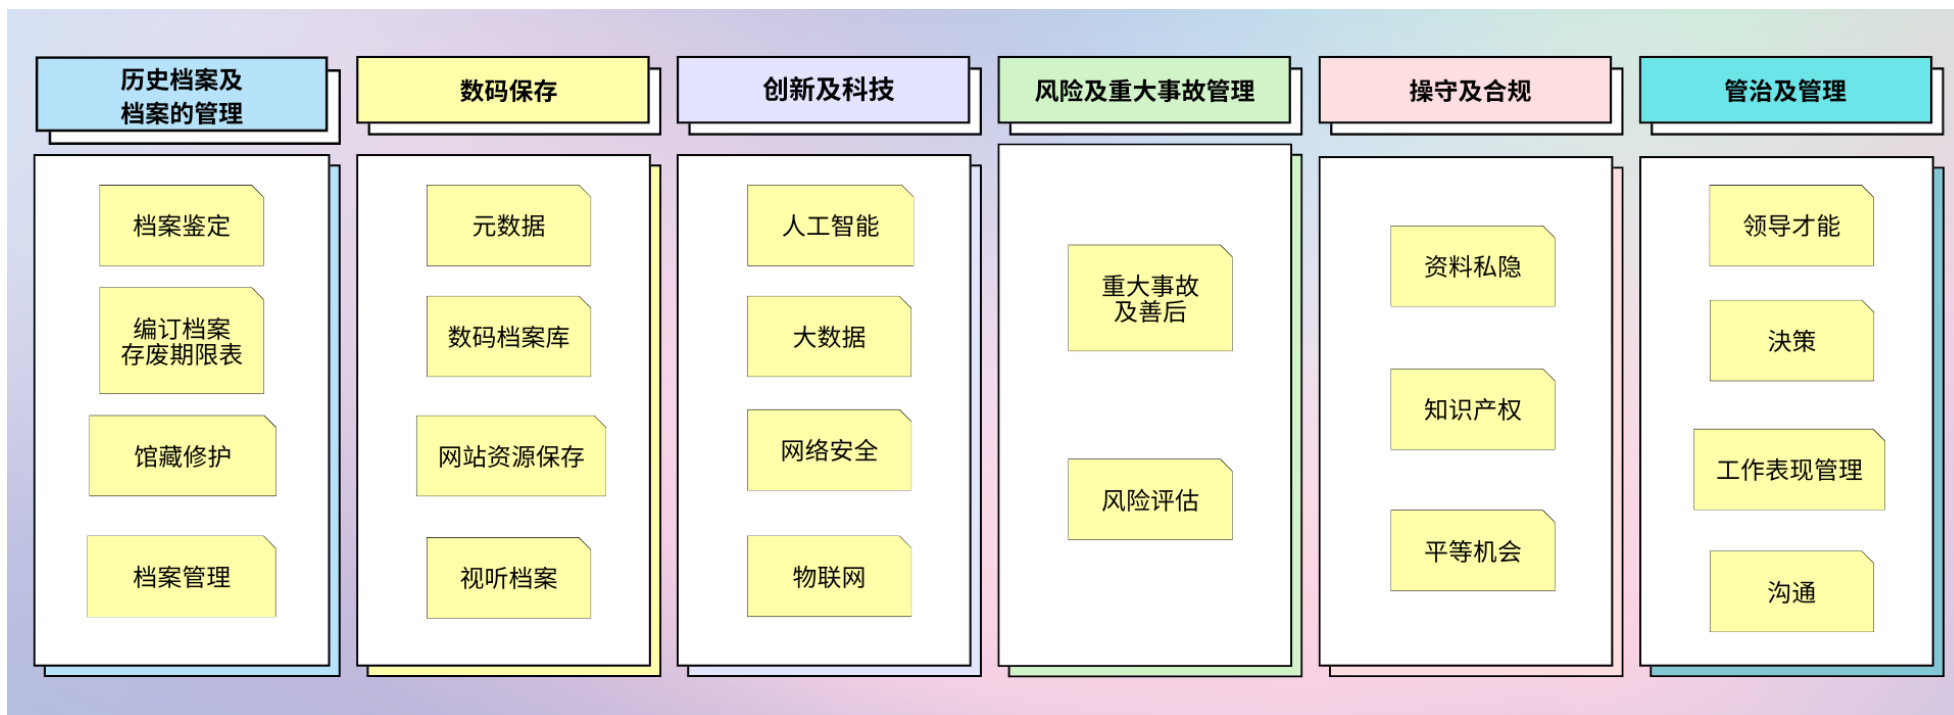 历史档案及
档案的管理
档案鉴定
编订档案
存废期限表
馆藏修护
档案管理
数码保存
元数据
数码档案库
网站资源保存
视听档案
创新及科技
人工智能
大数据
网络安全
物联网
风险及重大事故管理
重大事故
及善后
风险评估
操守及合规
资料私隐
知识产权
平等机会
管治及管理
领导才能
決策
工作表现管理
沟通